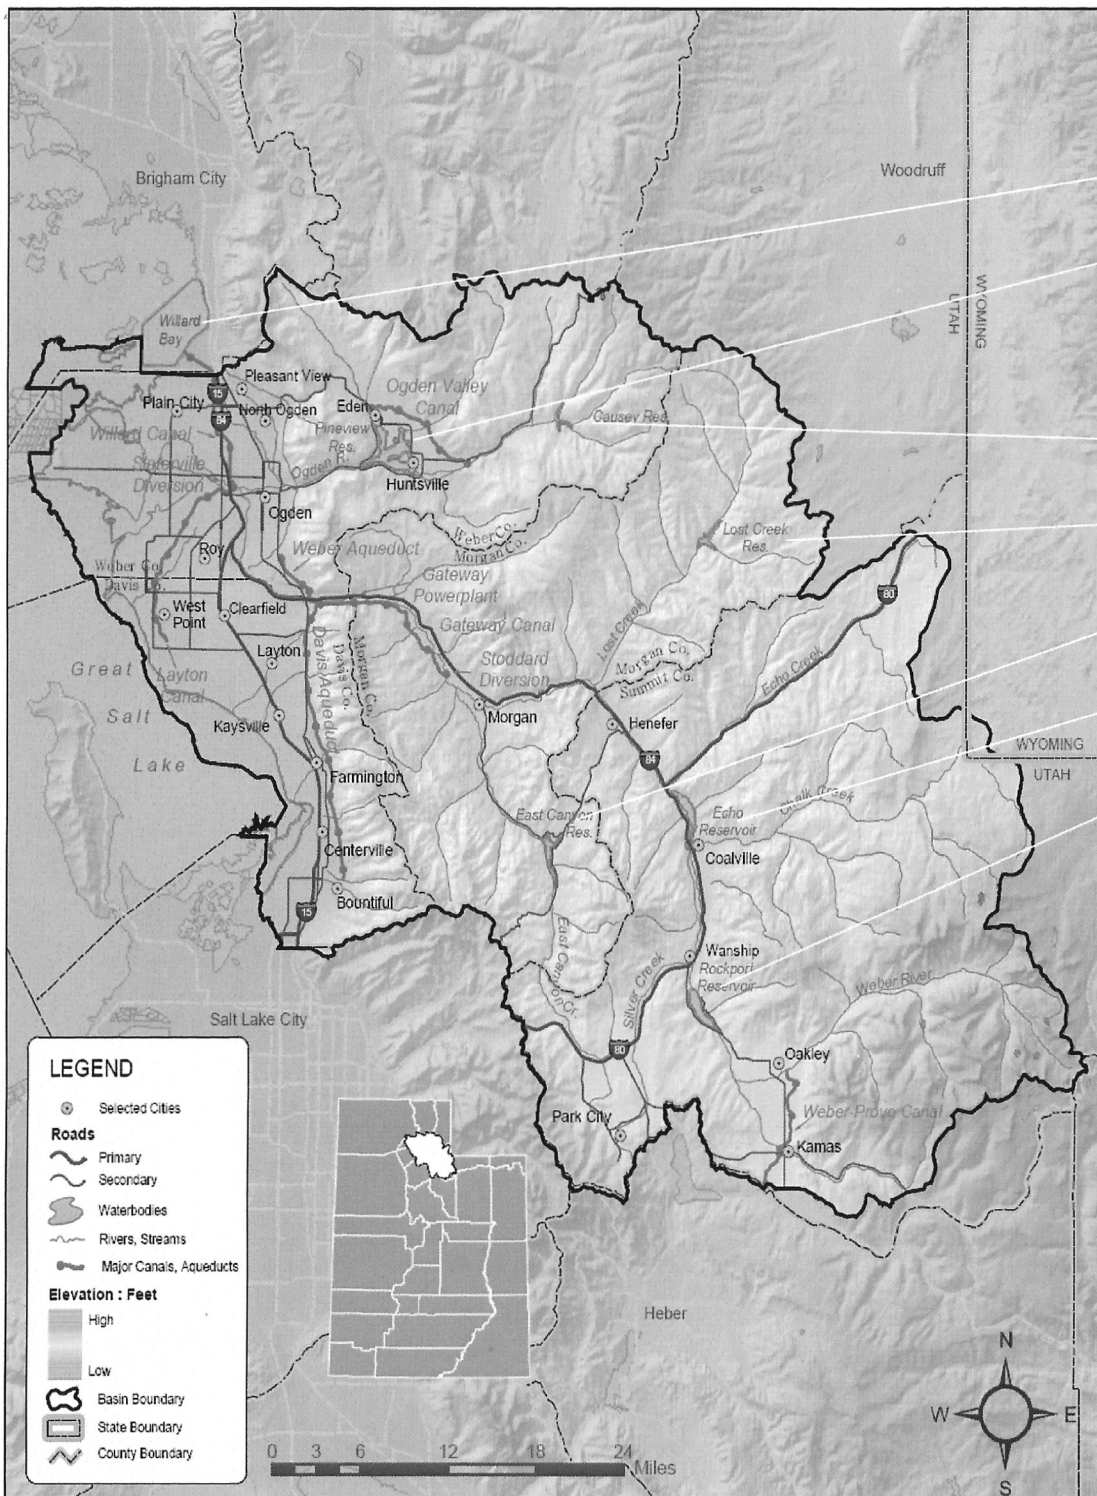 Brigham City
Woodruff
WYOMING
UTAH
Willard
Bay
15
84
Pleasant View
Plain City
North Ogden
Eden
Ogden Valley
Canal
Causey Res.
Pineview
Res.
Willard Canal
Slaterville
Diversion
Ogden R.
Huntsville
Ogden
Weber Co.
Morgan Co.
Lost Creek
Res.
Roy
Weber Aqueduct
Weber Co.
Davis Co.
Gateway
Powerplant
80
West
Point
Clearfield
Gateway Canal
Lost Creek
Morgan Co.
Summit Co.
Echo Creek
Layton
Davis Aqueduct
Morgan Co.
Davis Co.
Stoddard
Diversion
Great
Salt
Lake
Layton
Canal
Kaysville
Morgan
Henefer
84
WYOMING
UTAH
Farmington
East Canyon
Res.
Echo
Reservoir
Chalk Creek
Centerville
Coalville
Bountiful
15
East Canyon Cr.
Silver Creek
Wanship
Rockport
Reservoir
Weber River
Salt Lake City
80
Oakley
Park City
Weber-Provo Canal
Kamas
Heber
LEGEND
Selected Cities
Roads
Primary
Secondary
Waterbodies
Rivers, Streams
Major Canals, Aqueducts
Elevation : Feet
High
Low
Basin Boundary
State Boundary
County Boundary
0 3 6 12 18 24
Miles
N
W E
S